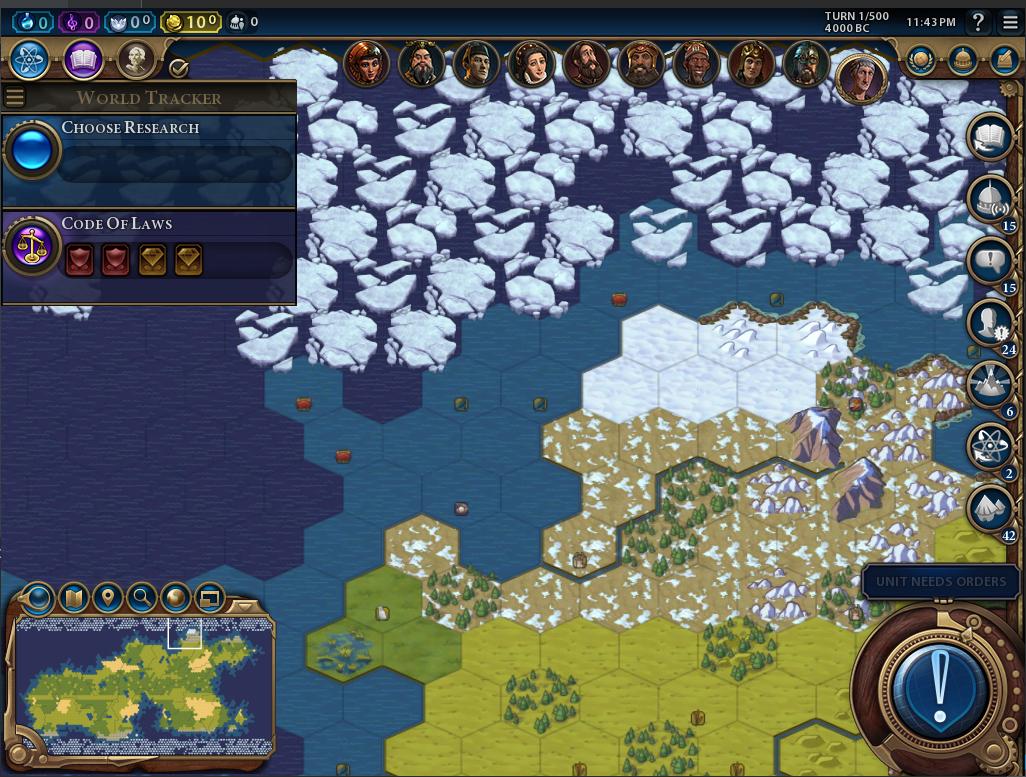 0 0 0 0 10 0 0
TURN 1/500
4000 BC
11:43 PM ?
WORLD TRACKER
CHOOSE RESEARCH
CODE OF LAWS
15
15
24
6
2
42
UNIT NEEDS ORDERS